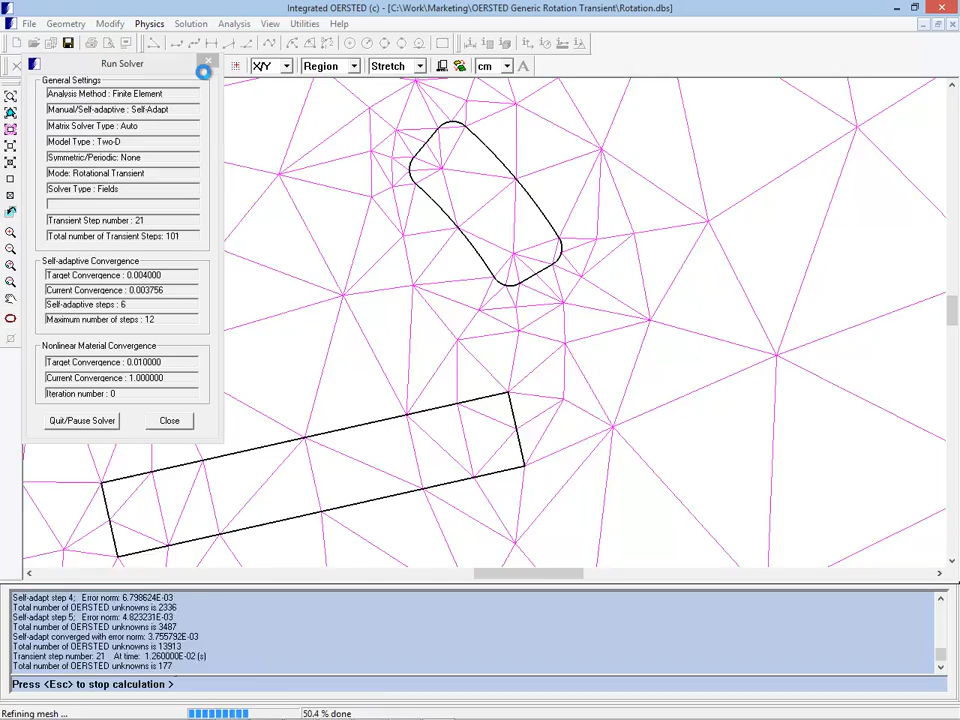 Integrated OERSTED (c) - [C:\Work\Marketing\OERSTED Generic Rotation Transient\Rotation.dbs]
File Geometry Modify Physics Solution Analysis View Utilities Help
Run Solver
X/Y Region Stretch cm
General Settings
Analysis Method : Finite Element
Manual/Self-adaptive : Self-Adapt
Matrix Solver Type : Auto
Model Type : Two-D
Symmetric/Periodic: None
Mode: Rotational Transient
Solver Type : Fields
Transient Step number : 21
Total number of Transient Steps: 101
Self-adaptive Convergence
Target Convergence : 0.004000
Current Convergence : 0.003756
Self-adaptive steps : 6
Maximum number of steps : 12
Nonlinear Material Convergence
Target Convergence : 0.010000
Current Convergence : 1.000000
Iteration number : 0
Quit/Pause Solver Close
Self-adapt step 4; Error norm: 6.798624E-03
Total number of OERSTED unknowns is 2336
Self-adapt step 5; Error norm: 4.823231E-03
Total number of OERSTED unknowns is 3487
Self-adapt converged with error norm: 3.755792E-03
Total number of OERSTED unknowns is 13913
Transient step number: 21 At time: 1.260000E-02 (s)
Total number of OERSTED unknowns is 177
Press <Esc> to stop calculation >
Refining mesh ... 50.4 % done